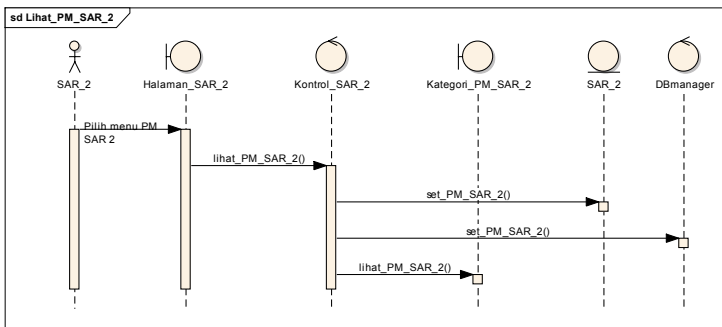 sd Lihat_PM_SAR_2
SAR_2
Halaman_SAR_2
Kontrol_SAR_2
Kategori_PM_SAR_2
SAR_2
DBmanager
Pilih menu PM
SAR 2
lihat_PM_SAR_2()
set_PM_SAR_2()
set_PM_SAR_2()
lihat_PM_SAR_2()